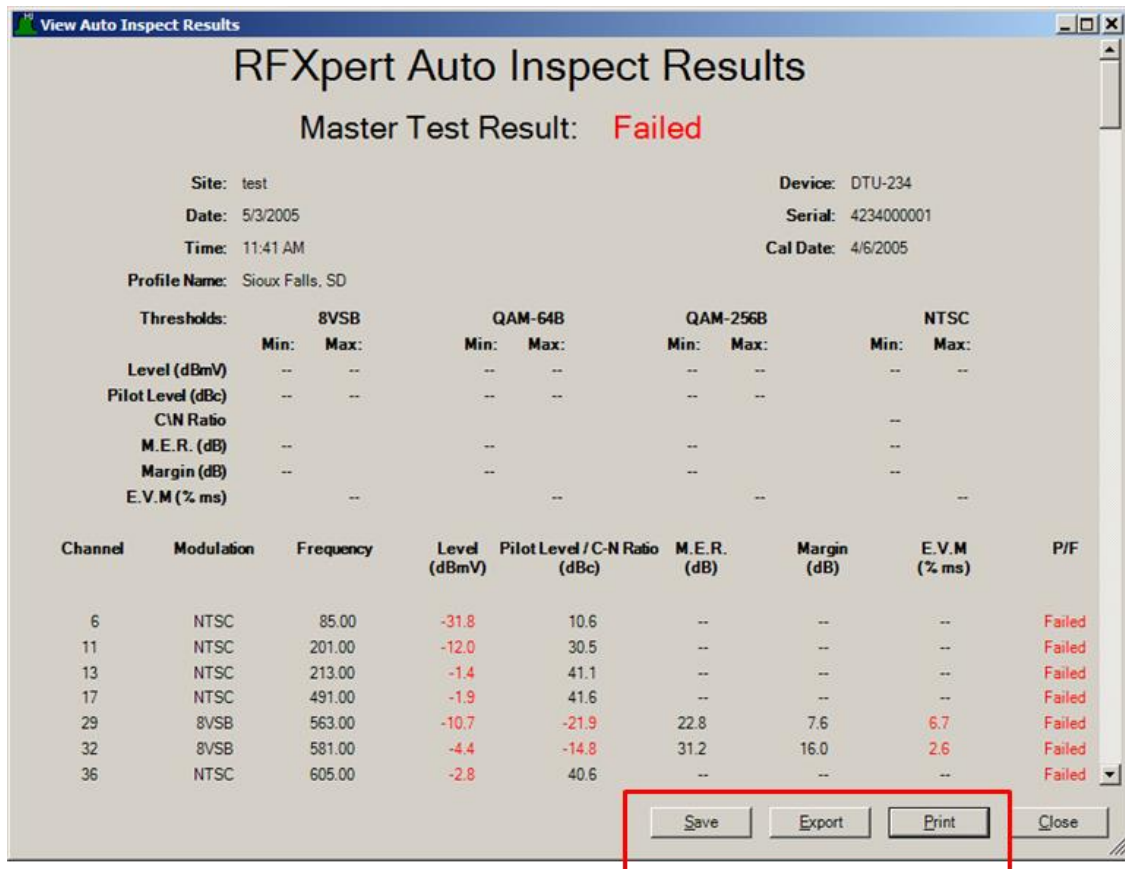 View Auto Inspect Results
RFXpert Auto Inspect Results
Master Test Result: Failed
Site: test Device: DTU-234
Date: 5/3/2005 Serial: 4234000001
Time: 11:41 AM Cal Date: 4/6/2005
Profile Name: Sioux Falls, SD
Thresholds: 8VSB QAM-64B QAM-256B NTSC
Min: Max: Min: Max: Min: Max: Min: Max:
Level (dBmV) -- -- -- -- -- -- -- --
Pilot Level (dBc) -- -- -- -- -- --
C\N Ratio --
M.E.R. (dB) -- -- -- --
Margin (dB) -- -- -- --
E.V.M (% ms) -- -- -- --
Channel Modulation Frequency Level Pilot Level / C-N Ratio M.E.R. Margin E.V.M P/F
(dBmV) (dBc) (dB) (dB) (% ms)
6 NTSC 85.00 -31.8 10.6 -- -- -- Failed
11 NTSC 201.00 -12.0 30.5 -- -- -- Failed
13 NTSC 213.00 -1.4 41.1 -- -- -- Failed
17 NTSC 491.00 -1.9 41.6 -- -- -- Failed
29 8VSB 563.00 -10.7 -21.9 22.8 7.6 6.7 Failed
32 8VSB 581.00 -4.4 -14.8 31.2 16.0 2.6 Failed
36 NTSC 605.00 -2.8 40.6 -- -- -- Failed
Save Export Print Close